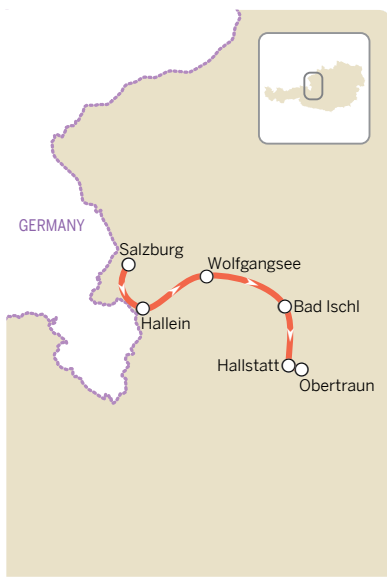 GERMANY
Salzburg
Wolfgangsee
Hallein
Bad Ischl
Hallstatt
Obertraun